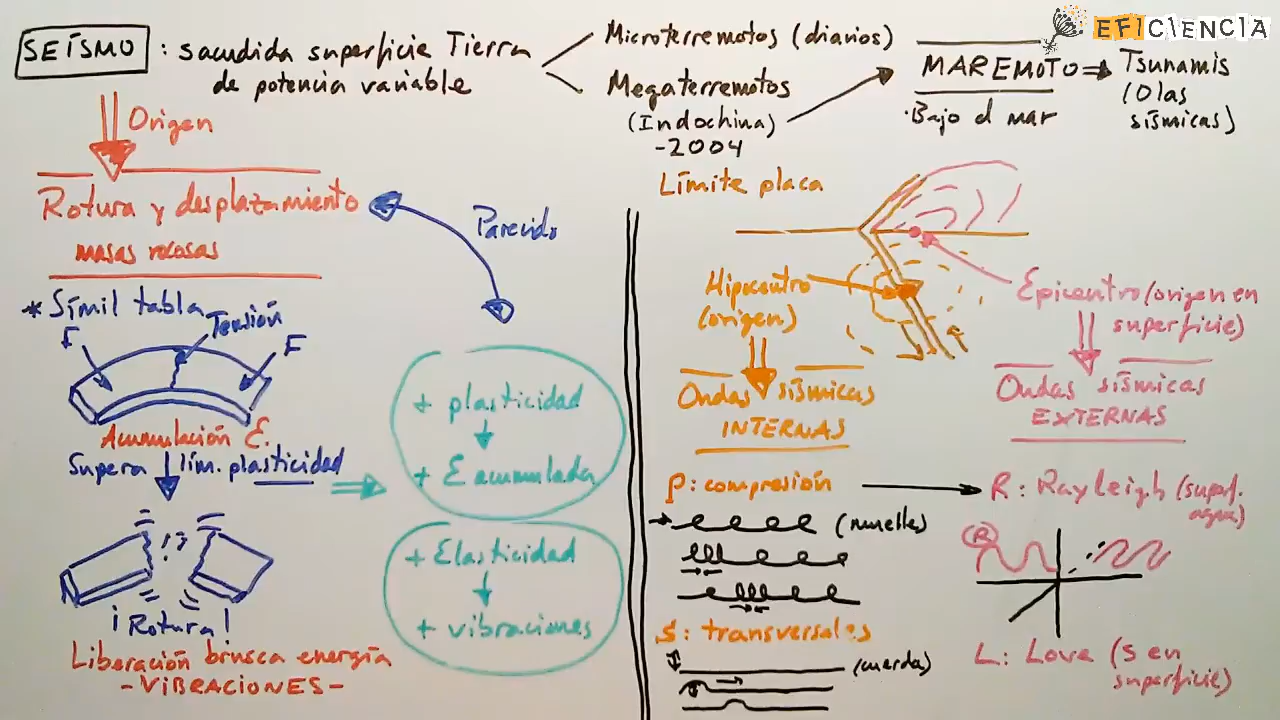 EFICIENCIA
SEÍSMO : sacudida superficie Tierra
de potencia variable
Microterremotos (diarios)
Megaterremotos
(Indochina)
-2004
MAREMOTO ⇒ Tsunamis
(Olas
sísmicas)
·Bajo el mar
Origen
Rotura y desplazamiento
masas rocosas
Parecido
* Símil tabla
Tensión
F
F
Acumulación E.
Supera lím. plasticidad
¡Rotura!
Liberación brusca energía
-VIBRACIONES-
+ plasticidad
+ E acumulada
+ Elasticidad
+ vibraciones
Límite placa
Hipocentro
(origen)
Ondas sísmicas
INTERNAS
P: compresión
(muelle)
S: transversales
(cuerda)
Epicentro (origen en
superficie)
Ondas sísmicas
EXTERNAS
R: Rayleigh (superf.
agua)
R
L: Love (S en
superficie)